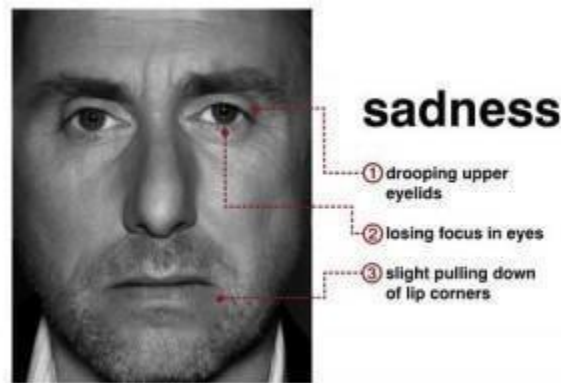 sadness
① drooping upper
eyelids
② losing focus in eyes
③ slight pulling down
of lip corners